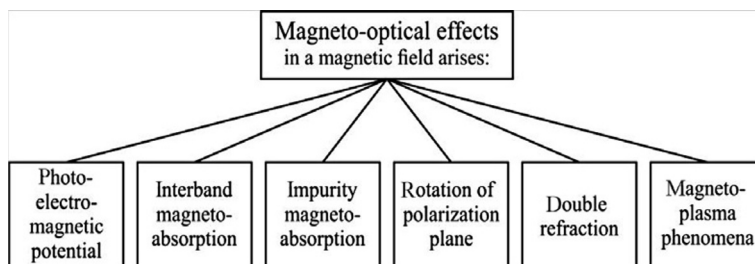 Magneto-optical effects
in a magnetic field arises:
Photo-
electro-
magnetic
potential
Interband
magneto-
absorption
Impurity
magneto-
absorption
Rotation of
polarization
plane
Double
refraction
Magneto-
plasma
phenomena